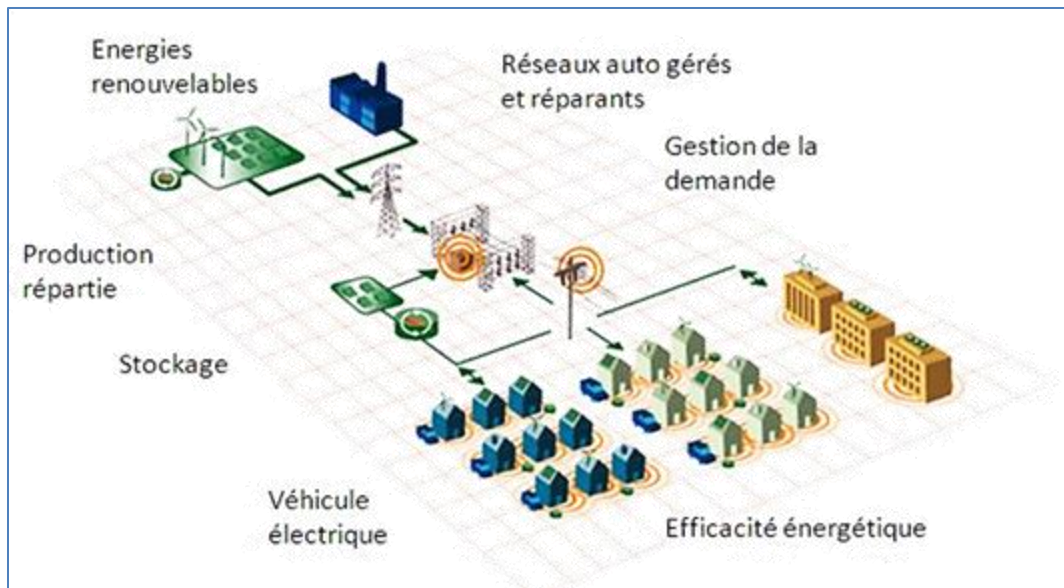 Energies
renouvelables
Réseaux auto gérés
et réparants
Gestion de la
demande
Production
répartie
Stockage
Véhicule
électrique
Efficacité énergétique